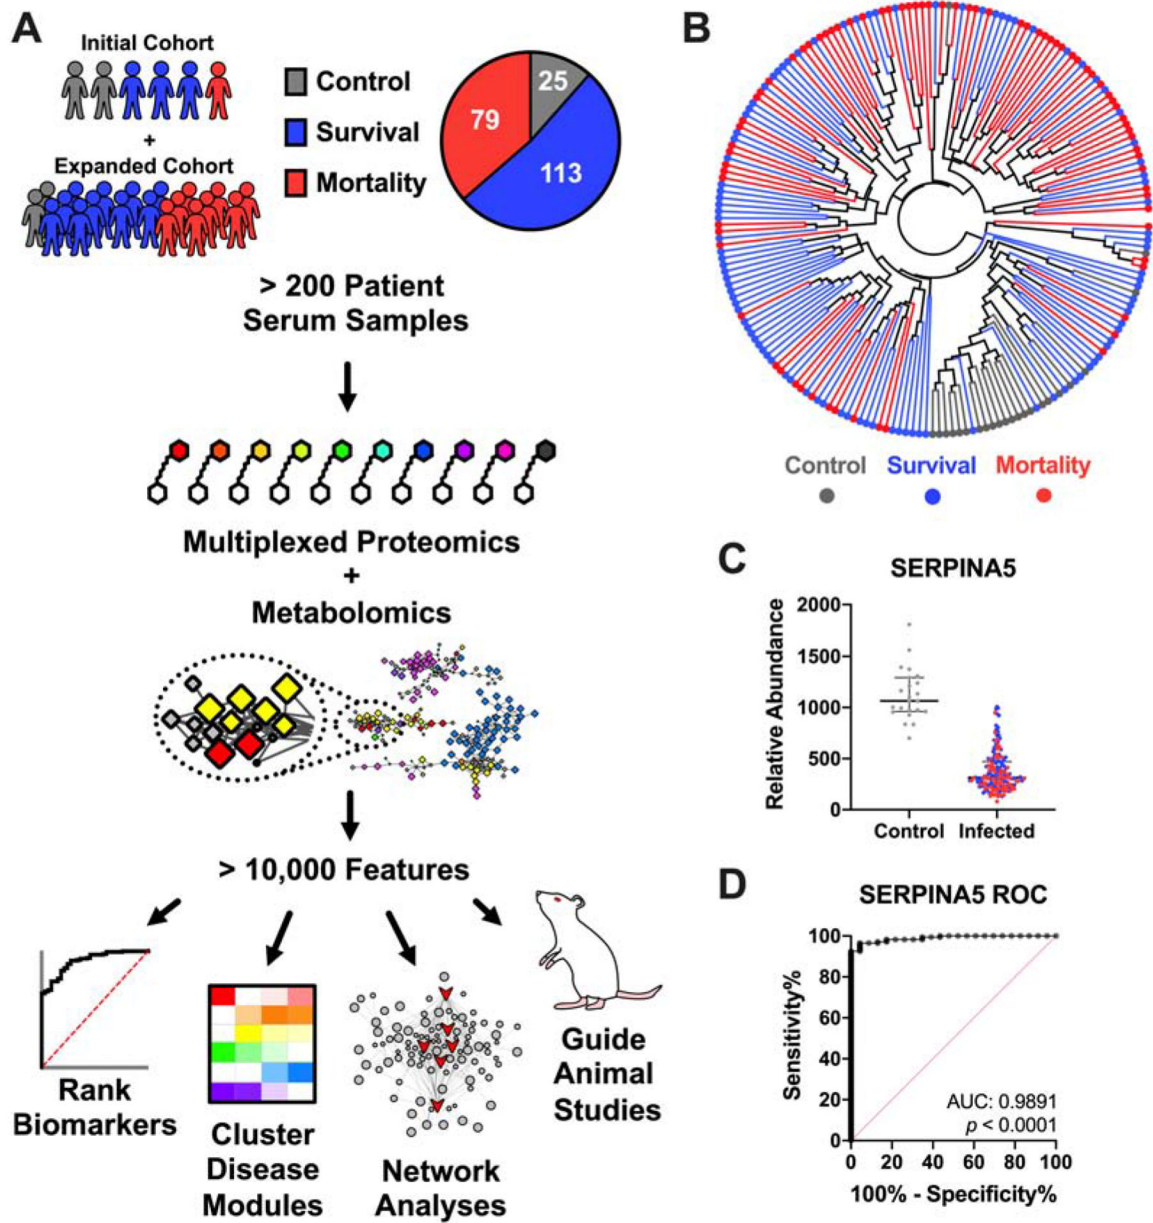 A
Initial Cohort
+
Expanded Cohort
Control
Survival
Mortality
25
79
113
> 200 Patient
Serum Samples
Multiplexed Proteomics
+
Metabolomics
> 10,000 Features
Rank
Biomarkers
Cluster
Disease
Modules
Network
Analyses
Guide
Animal
Studies
B
Control Survival Mortality
C
SERPINA5
Relative Abundance
2000
1500
1000
500
0
Control Infected
D
SERPINA5 ROC
Sensitivity%
100
80
60
40
20
0
AUC: 0.9891
p < 0.0001
0 20 40 60 80 100
100% - Specificity%